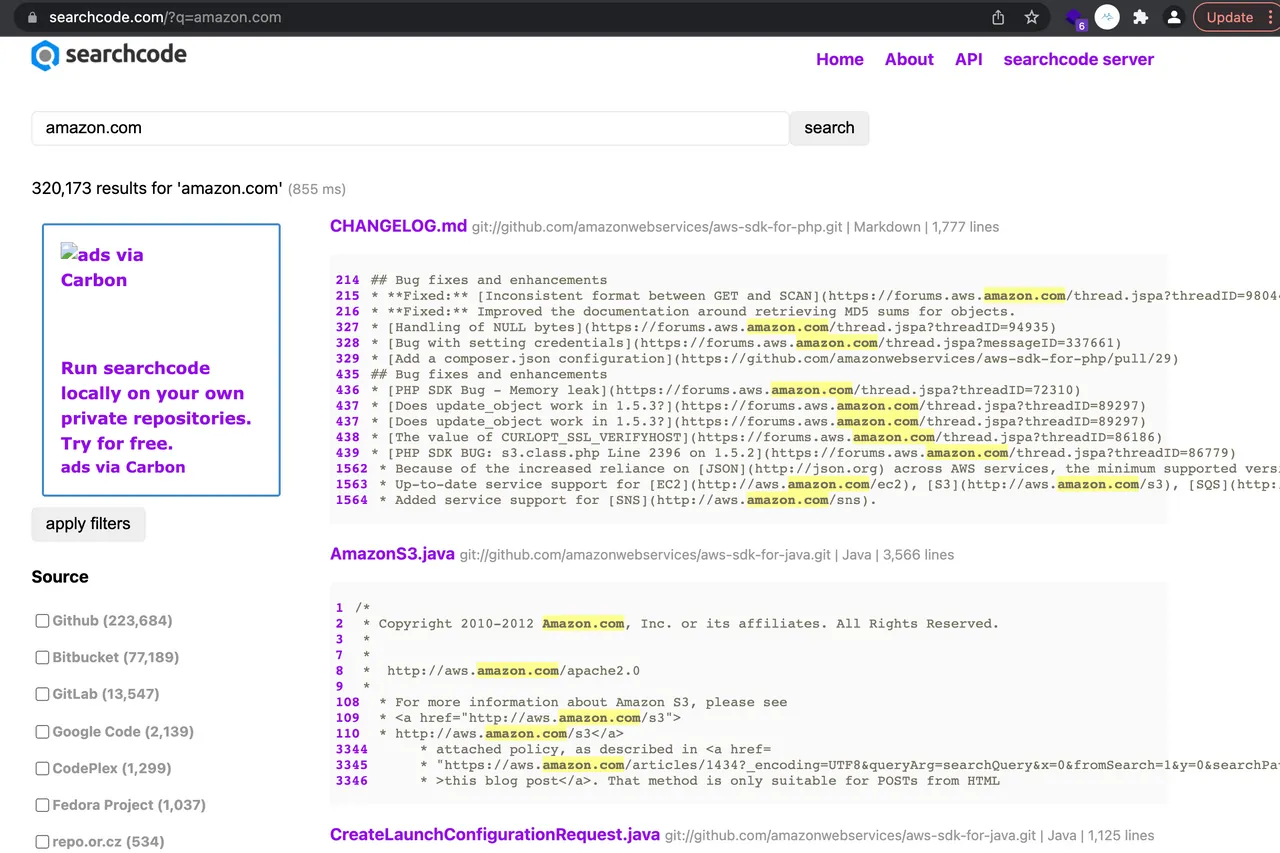 searchcode.com/?q=amazon.com
6
Update
searchcode
Home About API searchcode server
amazon.com
search
320,173 results for 'amazon.com' (855 ms)
ads via
Carbon
Run searchcode
locally on your own
private repositories.
Try for free.
ads via Carbon
apply filters
Source
Github (223,684)
Bitbucket (77,189)
GitLab (13,547)
Google Code (2,139)
CodePlex (1,299)
Fedora Project (1,037)
repo.or.cz (534)
CHANGELOG.md git://github.com/amazonwebservices/aws-sdk-for-php.git | Markdown | 1,777 lines
214 ## Bug fixes and enhancements
215 * **Fixed:** [Inconsistent format between GET and SCAN](https://forums.aws.amazon.com/thread.jspa?threadID=9804
216 * **Fixed:** Improved the documentation around retrieving MD5 sums for objects.
327 * [Handling of NULL bytes](https://forums.aws.amazon.com/thread.jspa?threadID=94935)
328 * [Bug with setting credentials](https://forums.aws.amazon.com/thread.jspa?messageID=337661)
329 * [Add a composer.json configuration](https://github.com/amazonwebservices/aws-sdk-for-php/pull/29)
435 ## Bug fixes and enhancements
436 * [PHP SDK Bug - Memory leak](https://forums.aws.amazon.com/thread.jspa?threadID=72310)
437 * [Does update_object work in 1.5.3?](https://forums.aws.amazon.com/thread.jspa?threadID=89297)
437 * [Does update_object work in 1.5.3?](https://forums.aws.amazon.com/thread.jspa?threadID=89297)
438 * [The value of CURLOPT_SSL_VERIFYHOST](https://forums.aws.amazon.com/thread.jspa?threadID=86186)
439 * [PHP SDK BUG: s3.class.php Line 2396 on 1.5.2](https://forums.aws.amazon.com/thread.jspa?threadID=86779)
1562 * Because of the increased reliance on [JSON](http://json.org) across AWS services, the minimum supported versi
1563 * Up-to-date service support for [EC2](http://aws.amazon.com/ec2), [S3](http://aws.amazon.com/s3), [SQS](http:
1564 * Added service support for [SNS](http://aws.amazon.com/sns).
AmazonS3.java git://github.com/amazonwebservices/aws-sdk-for-java.git | Java | 3,566 lines
1 /*
2 * Copyright 2010-2012 Amazon.com, Inc. or its affiliates. All Rights Reserved.
3 *
7 *
8 * http://aws.amazon.com/apache2.0
9 *
108 * For more information about Amazon S3, please see
109 * <a href="http://aws.amazon.com/s3">
110 * http://aws.amazon.com/s3</a>
3344 * attached policy, as described in <a href=
3345 * "https://aws.amazon.com/articles/1434?_encoding=UTF8&queryArg=searchQuery&x=0&fromSearch=1&y=0&searchPa
3346 * >this blog post</a>. That method is only suitable for POSTs from HTML
CreateLaunchConfigurationRequest.java git://github.com/amazonwebservices/aws-sdk-for-java.git | Java | 1,125 lines